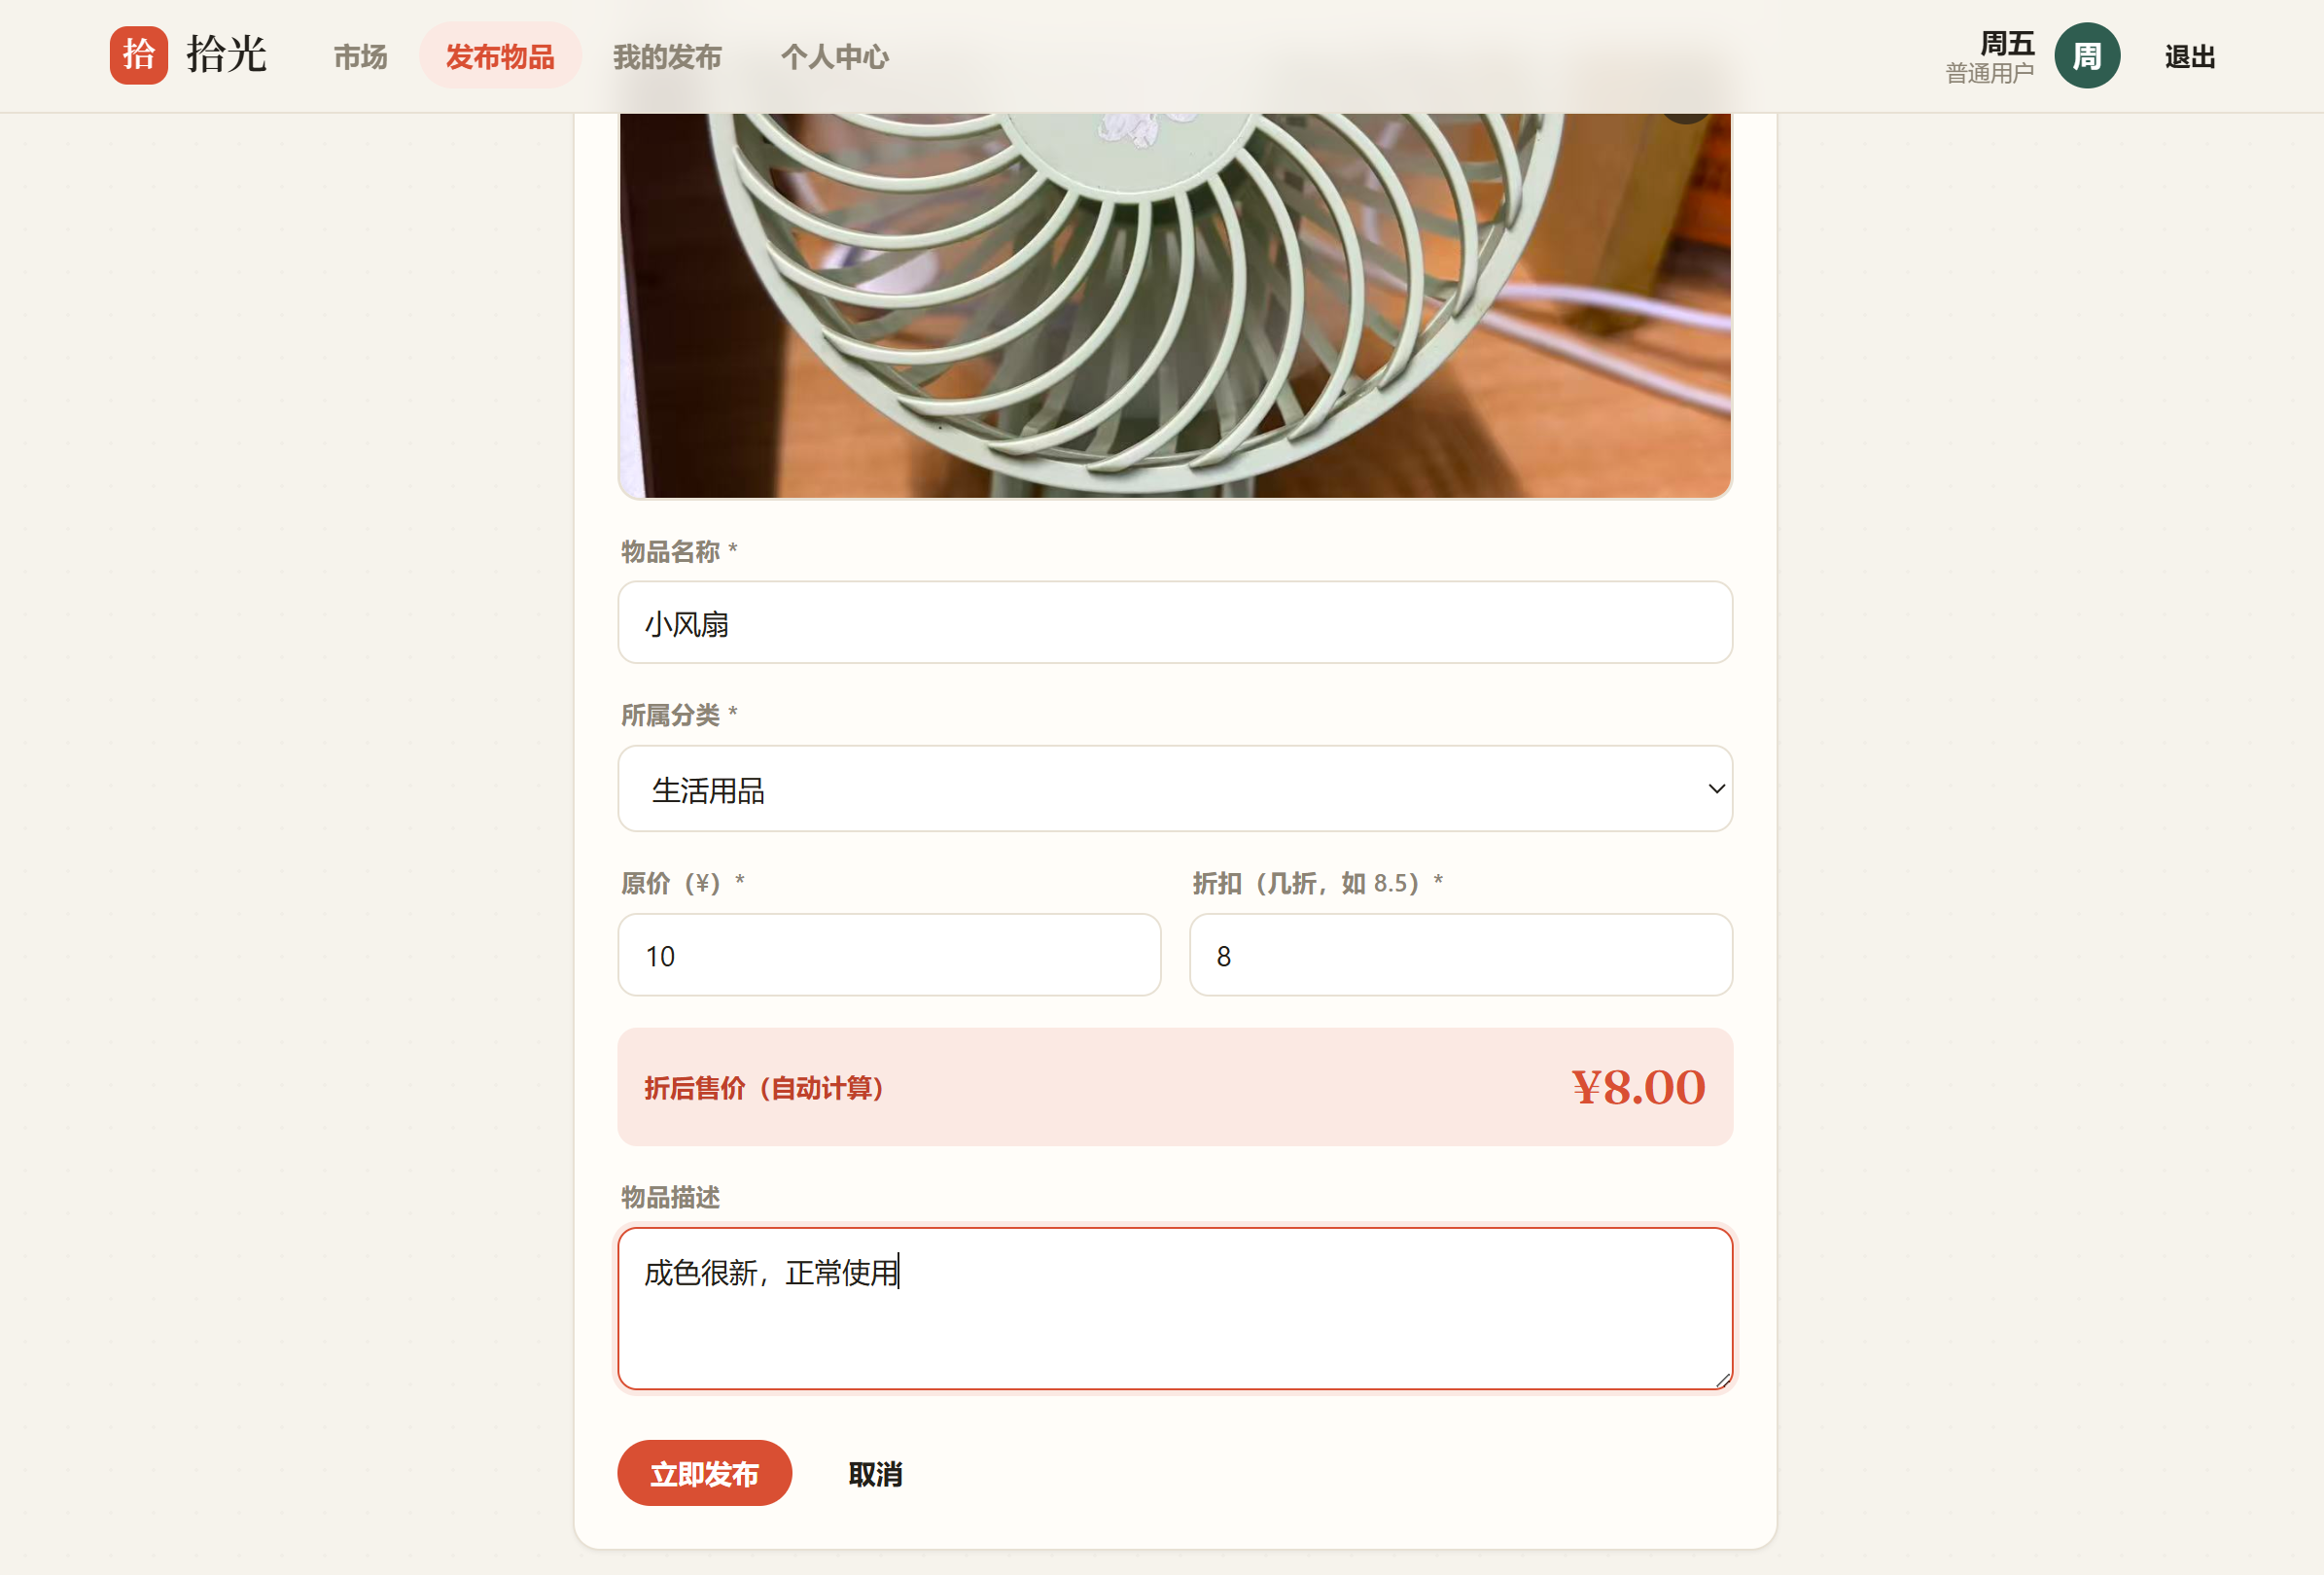 拾 拾光 市场 发布物品 我的发布 个人中心 周五 周 退出
普通用户
物品名称 *
小风扇
所属分类 *
生活用品
原价（¥）* 折扣（几折，如 8.5）*
10 8
折后售价（自动计算） ¥8.00
物品描述
成色很新，正常使用
立即发布 取消